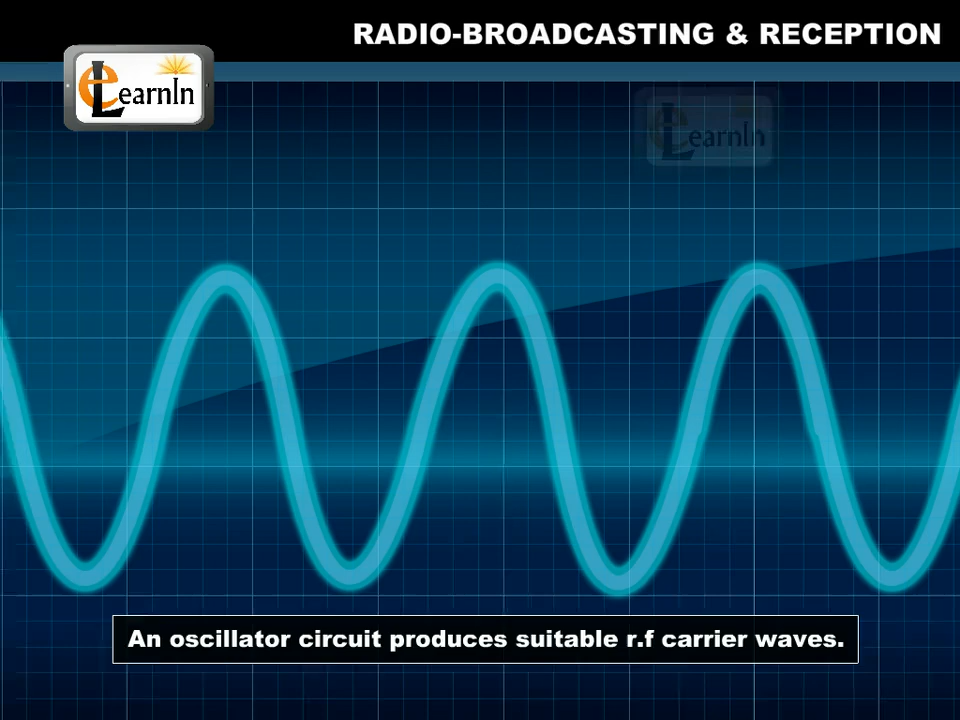 RADIO-BROADCASTING & RECEPTION
eLearnIn
eLearnIn
An oscillator circuit produces suitable r.f carrier waves.